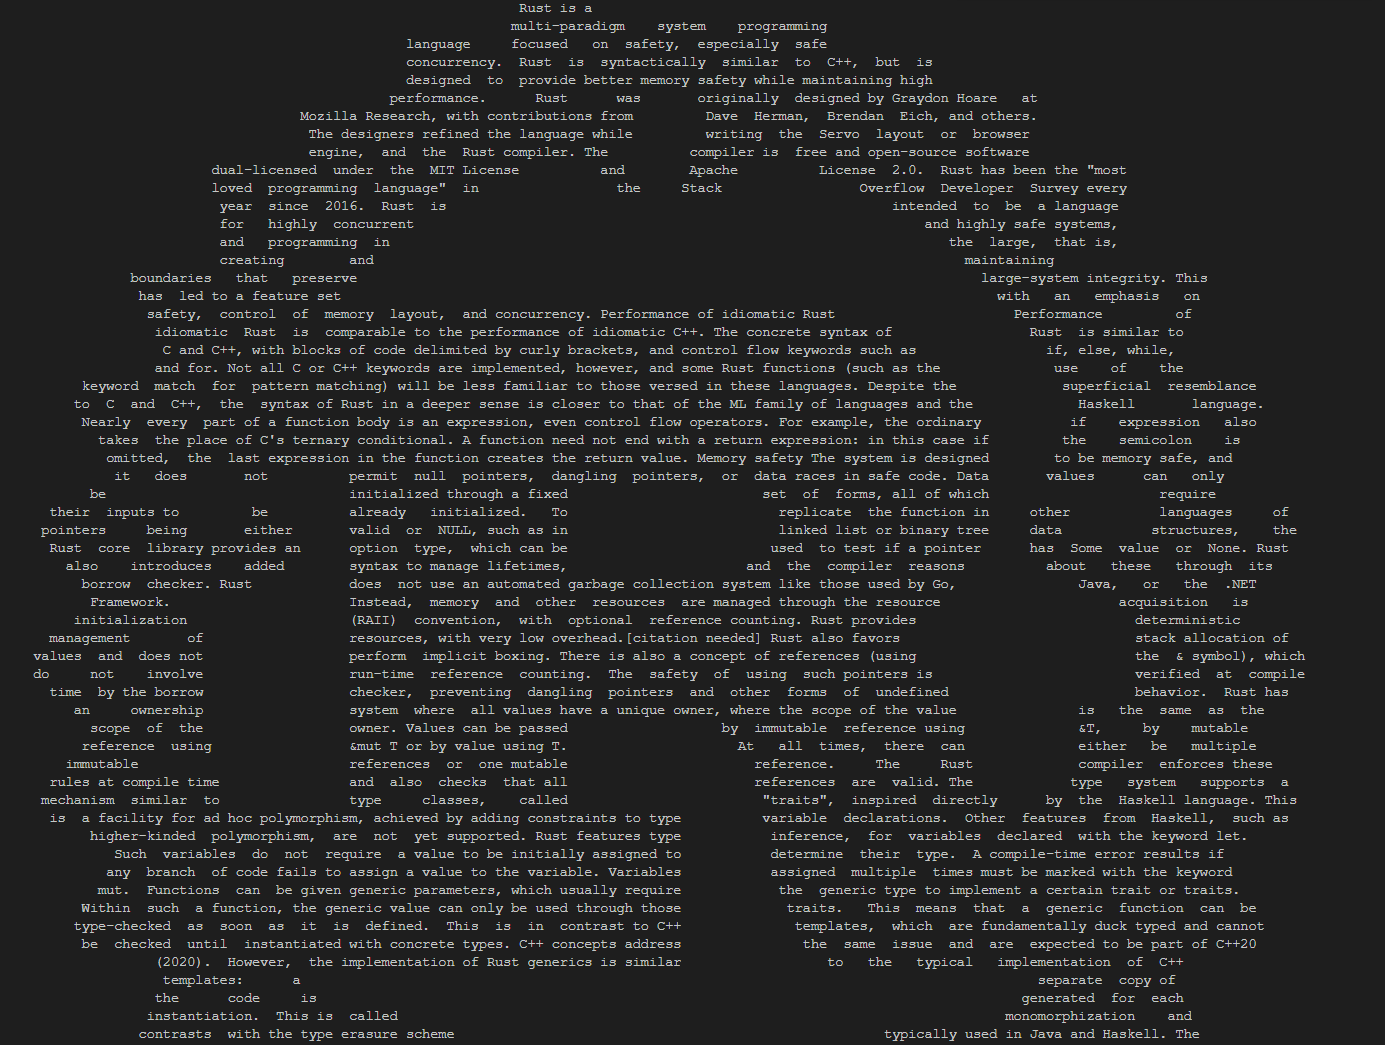 Rust is a
multi-paradigm system programming
language focused on safety, especially safe
concurrency. Rust is syntactically similar to C++, but is
designed to provide better memory safety while maintaining high
performance. Rust was originally designed by Graydon Hoare at
Mozilla Research, with contributions from Dave Herman, Brendan Eich, and others.
The designers refined the language while writing the Servo layout or browser
engine, and the Rust compiler. The compiler is free and open-source software
dual-licensed under the MIT License and Apache License 2.0. Rust has been the "most
loved programming language" in the Stack Overflow Developer Survey every
year since 2016. Rust is intended to be a language
for highly concurrent and highly safe systems,
and programming in the large, that is,
creating and maintaining
boundaries that preserve large-system integrity. This
has led to a feature set with an emphasis on
safety, control of memory layout, and concurrency. Performance of idiomatic Rust Performance of
idiomatic Rust is comparable to the performance of idiomatic C++. The concrete syntax of Rust is similar to
C and C++, with blocks of code delimited by curly brackets, and control flow keywords such as if, else, while,
and for. Not all C or C++ keywords are implemented, however, and some Rust functions (such as the use of the
keyword match for pattern matching) will be less familiar to those versed in these languages. Despite the superficial resemblance
to C and C++, the syntax of Rust in a deeper sense is closer to that of the ML family of languages and the Haskell language.
Nearly every part of a function body is an expression, even control flow operators. For example, the ordinary if expression also
takes the place of C's ternary conditional. A function need not end with a return expression: in this case if the semicolon is
omitted, the last expression in the function creates the return value. Memory safety The system is designed to be memory safe, and
it does not permit null pointers, dangling pointers, or data races in safe code. Data values can only
be initialized through a fixed set of forms, all of which require
their inputs to be already initialized. To replicate the function in other languages of
pointers being either valid or NULL, such as in linked list or binary tree data structures, the
Rust core library provides an option type, which can be used to test if a pointer has Some value or None. Rust
also introduces added syntax to manage lifetimes, and the compiler reasons about these through its
borrow checker. Rust does not use an automated garbage collection system like those used by Go, Java, or the .NET
Framework. Instead, memory and other resources are managed through the resource acquisition is
initialization (RAII) convention, with optional reference counting. Rust provides deterministic
management of resources, with very low overhead.[citation needed] Rust also favors stack allocation of
values and does not perform implicit boxing. There is also a concept of references (using the & symbol), which
do not involve run-time reference counting. The safety of using such pointers is verified at compile
time by the borrow checker, preventing dangling pointers and other forms of undefined behavior. Rust has
an ownership system where all values have a unique owner, where the scope of the value is the same as the
scope of the owner. Values can be passed by immutable reference using &T, by mutable
reference using &mut T or by value using T. At all times, there can either be multiple
immutable references or one mutable reference. The Rust compiler enforces these
rules at compile time and also checks that all references are valid. The type system supports a
mechanism similar to type classes, called "traits", inspired directly by the Haskell language. This
is a facility for ad hoc polymorphism, achieved by adding constraints to type variable declarations. Other features from Haskell, such as
higher-kinded polymorphism, are not yet supported. Rust features type inference, for variables declared with the keyword let.
Such variables do not require a value to be initially assigned to determine their type. A compile-time error results if
any branch of code fails to assign a value to the variable. Variables assigned multiple times must be marked with the keyword
mut. Functions can be given generic parameters, which usually require the generic type to implement a certain trait or traits.
Within such a function, the generic value can only be used through those traits. This means that a generic function can be
type-checked as soon as it is defined. This is in contrast to C++ templates, which are fundamentally duck typed and cannot
be checked until instantiated with concrete types. C++ concepts address the same issue and are expected to be part of C++20
(2020). However, the implementation of Rust generics is similar to the typical implementation of C++
templates: a separate copy of
the code is generated for each
instantiation. This is called monomorphization and
contrasts with the type erasure scheme typically used in Java and Haskell. The